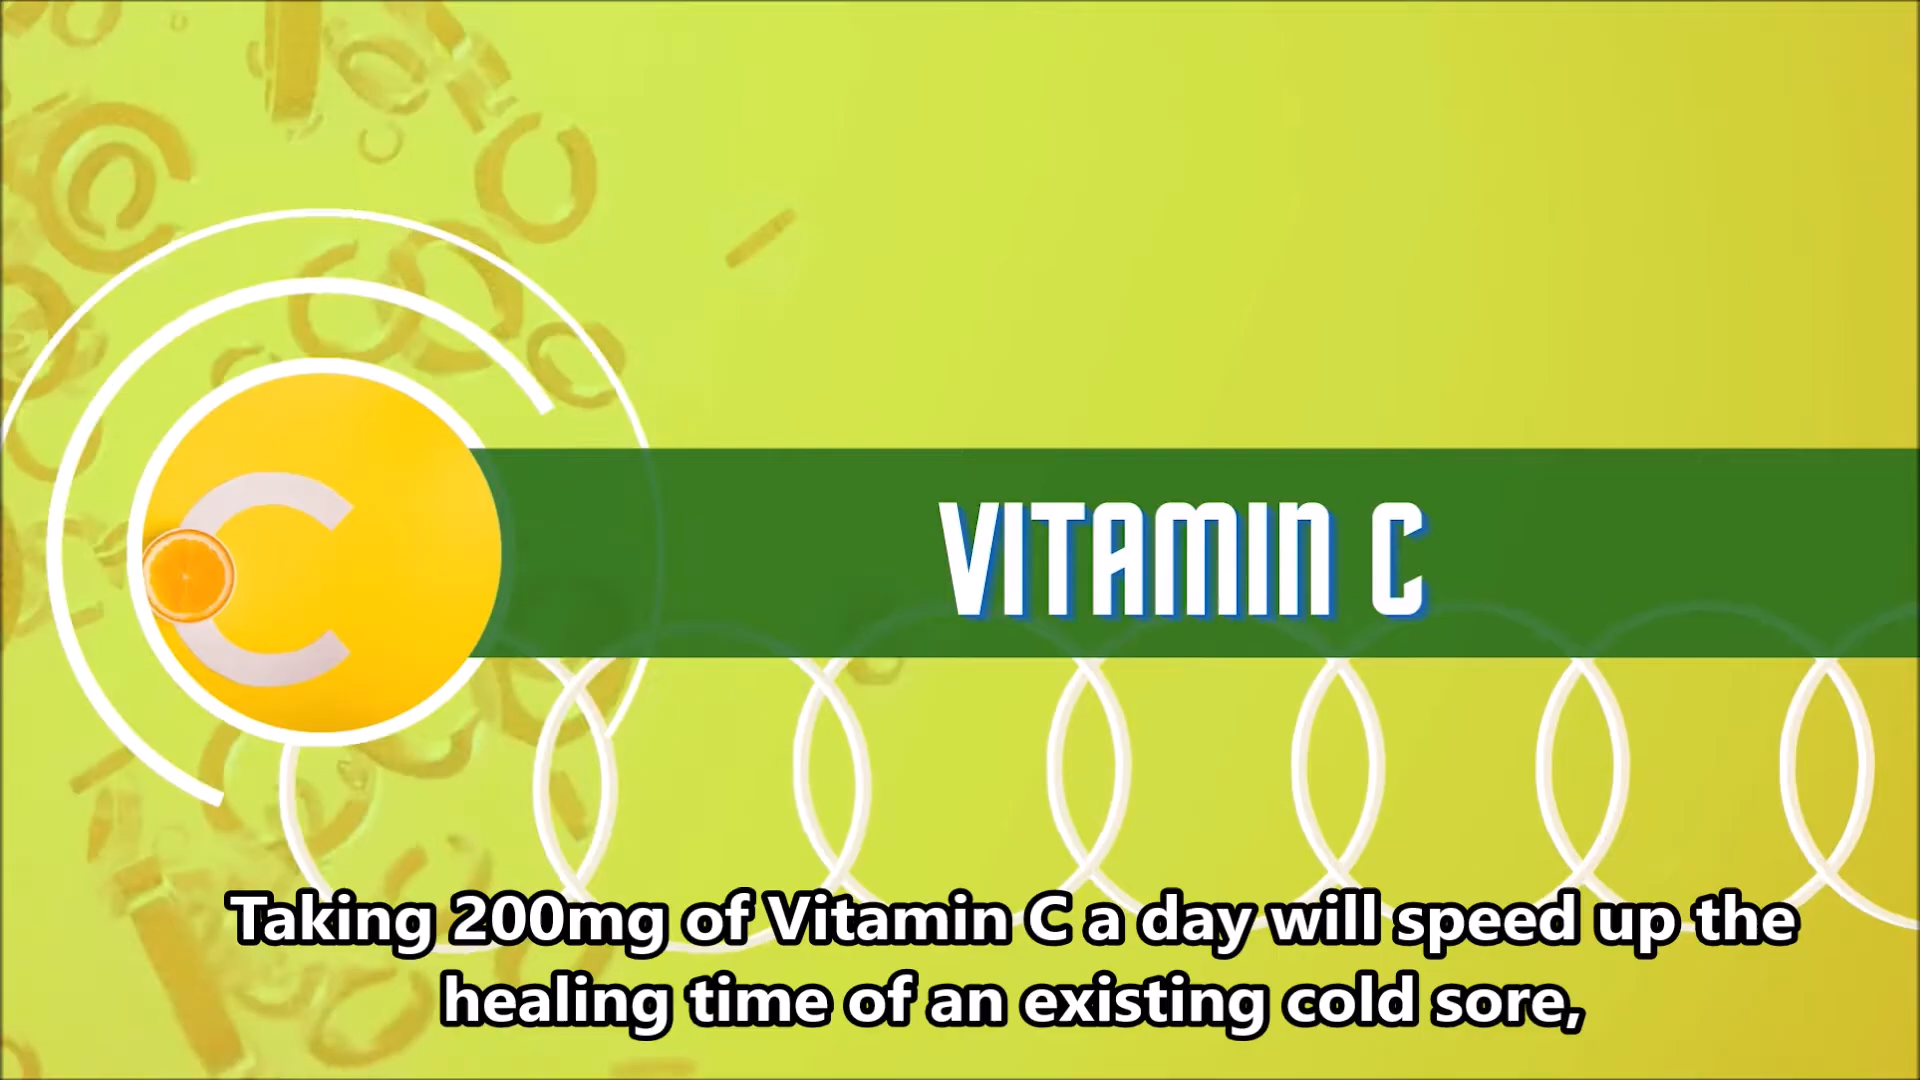 C
VITAMIN C
Taking 200mg of Vitamin C a day will speed up the
healing time of an existing cold sore,